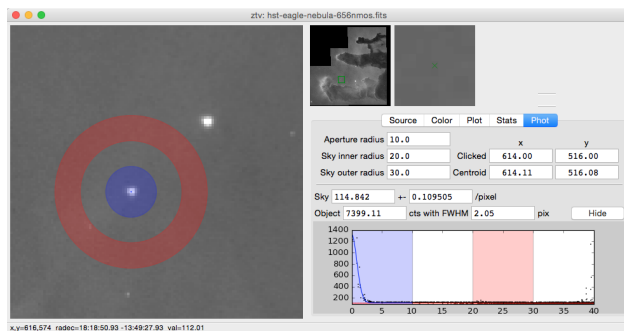 ztv: hst-eagle-nebula-656nmos.fits
Source Color Plot Stats Phot
Aperture radius 10.0 x y
Sky inner radius 20.0 Clicked 614.00 516.00
Sky outer radius 30.0 Centroid 614.11 516.08
Sky 114.842 +- 0.109505 /pixel
Object 7399.11 cts with FWHM 2.05 pix Hide
1400
1200
1000
800
600
400
200
0 5 10 15 20 25 30 35 40
x,y=616,574 radec=18:18:50.93 -13:49:27.93 val=112.01